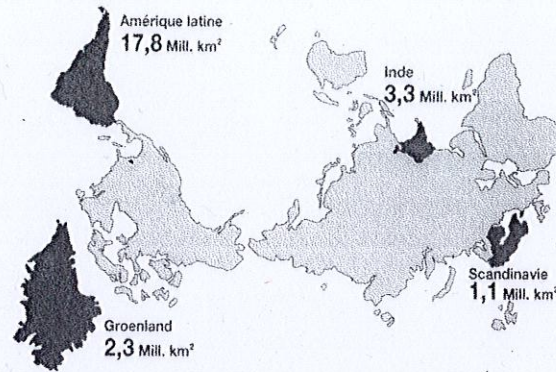 Amérique latine
17,8 Mill. km²
Inde
3,3 Mill. km²
Scandinavie
1,1 Mill. km²
Groenland
2,3 Mill. km²